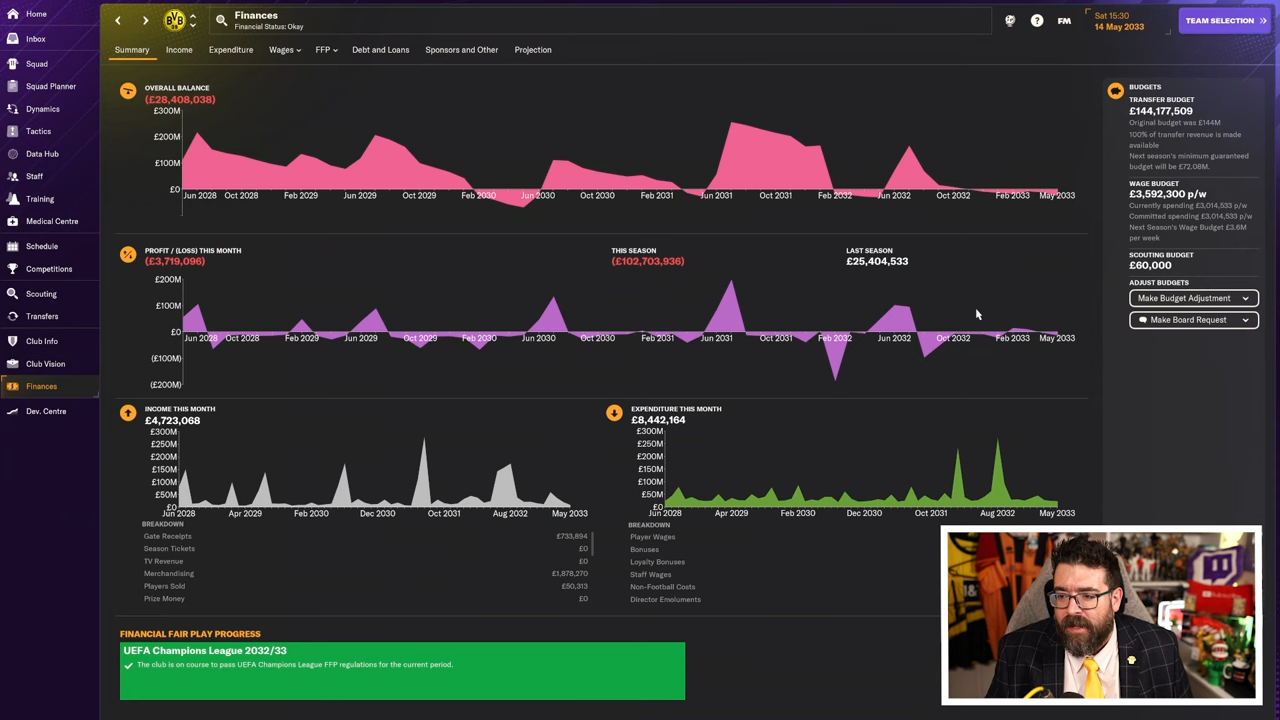 Home
Inbox
Squad
Squad Planner
Dynamics
Tactics
Data Hub
Staff
Training
Medical Centre
Schedule
Competitions
Scouting
Transfers
Club Info
Club Vision
Finances
Dev. Centre
BVB
09
Finances
Financial Status: Okay
?
FM
Sat 15:30
14 May 2033
TEAM SELECTION
Summary
Income
Expenditure
Wages
FFP
Debt and Loans
Sponsors and Other
Projection
OVERALL BALANCE
(£28,408,038)
£300M
£200M
£100M
£0
Jun 2028 Oct 2028 Feb 2029 Jun 2029 Oct 2029 Feb 2030 Jun 2030 Oct 2030 Feb 2031 Jun 2031 Oct 2031 Feb 2032 Jun 2032 Oct 2032 Feb 2033 May 2033
PROFIT / (LOSS) THIS MONTH
(£3,719,096)
THIS SEASON
(£102,703,936)
LAST SEASON
£25,404,533
£200M
£100M
£0
(£100M)
(£200M)
Jun 2028 Oct 2028 Feb 2029 Jun 2029 Oct 2029 Feb 2030 Jun 2030 Oct 2030 Feb 2031 Jun 2031 Oct 2031 Feb 2032 Jun 2032 Oct 2032 Feb 2033 May 2033
INCOME THIS MONTH
£4,723,068
£300M
£250M
£200M
£150M
£100M
£50M
£0
Jun 2028 Apr 2029 Feb 2030 Dec 2030 Oct 2031 Aug 2032 May 2033
BREAKDOWN
Gate Receipts £733,894
Season Tickets £0
TV Revenue £0
Merchandising £1,878,270
Players Sold £50,313
Prize Money £0
EXPENDITURE THIS MONTH
£8,442,164
£300M
£250M
£200M
£150M
£100M
£50M
£0
Jun 2028 Apr 2029 Feb 2030 Dec 2030 Oct 2031 Aug 2032 May 2033
BREAKDOWN
Player Wages
Bonuses
Loyalty Bonuses
Staff Wages
Non-Football Costs
Director Emoluments
FINANCIAL FAIR PLAY PROGRESS
UEFA Champions League 2032/33
The club is on course to pass UEFA Champions League FFP regulations for the current period.
BUDGETS
TRANSFER BUDGET
£144,177,509
Original budget was £144M
100% of transfer revenue is made
available
Next season's minimum guaranteed
budget will be £72.08M.
WAGE BUDGET
£3,592,300 p/w
Currently spending £3,014,533 p/w
Committed spending £3,014,533 p/w
Next Season's Wage Budget £3.6M
per week
SCOUTING BUDGET
£60,000
ADJUST BUDGETS
Make Budget Adjustment
Make Board Request